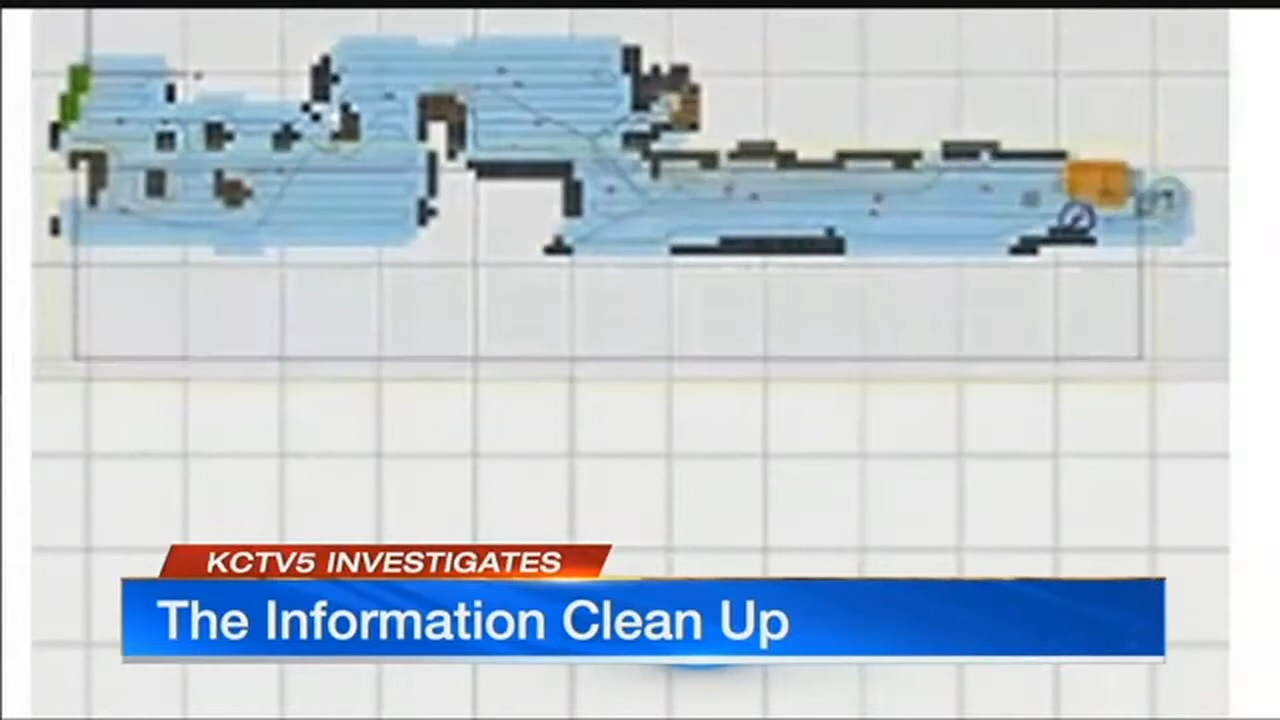 KCTV5 INVESTIGATES
The Information Clean Up